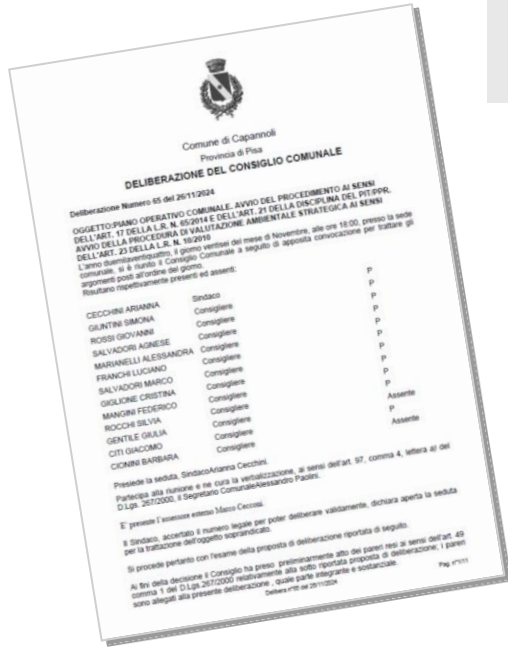 Comune di Capannoli
Provincia di Pisa
DELIBERAZIONE DEL CONSIGLIO COMUNALE
Deliberazione Numero 65 del 26/11/2024
OGGETTO:PIANO OPERATIVO COMUNALE. AVVIO DEL PROCEDIMENTO AI SENSI
DELL'ART. 17 DELLA L.R. N. 65/2014 E DELL'ART. 21 DELLA DISCIPLINA DEL PIT/PPR.
AVVIO DELLA PROCEDURA DI VALUTAZIONE AMBIENTALE STRATEGICA AI SENSI
DELL'ART. 23 DELLA L.R. N. 10/2010
L'anno duemilaventiquattro, il giorno ventisei del mese di Novembre, alle ore 18:00, presso la sede
comunale, si è riunito il Consiglio Comunale a seguito di apposita convocazione per trattare gli
argomenti posti all'ordine del giorno.
Risultano rispettivamente presenti ed assenti:
CECCHINI ARIANNA Sindaco P
GIUNTINI SIMONA Consigliere P
ROSSI GIOVANNI Consigliere P
SALVADORI AGNESE Consigliere P
MARIANELLI ALESSANDRA Consigliere P
FRANCHI LUCIANO Consigliere P
SALVADORI MARCO Consigliere P
GIGLIONE CRISTINA Consigliere P
MANGINI FEDERICO Consigliere P
ROCCHI SILVIA Consigliere P
GENTILE GIULIA Consigliere Assente
CITI GIACOMO Consigliere P
CIONINI BARBARA Consigliere Assente
Presiede la seduta, SindacoArianna Cecchini.
Partecipa alla riunione e ne cura la verbalizzazione, ai sensi dell'art. 97, comma 4, lettera a) del
D.Lgs. 267/2000, il Segretario ComunaleAlessandro Paolini.
E' presente l'assessore esterno Marco Cecconi.
Il Sindaco, accertato il numero legale per poter deliberare validamente, dichiara aperta la seduta
per la trattazione dell'oggetto sopraindicato.
Si procede pertanto con l'esame della proposta di deliberazione riportata di seguito.
Ai fini della decisione il Consiglio ha preso preliminarmente atto dei pareri resi ai sensi dell'art. 49
comma 1 del D.Lgs.267/2000 relativamente alla sotto riportata proposta di deliberazione; i pareri
sono allegati alla presente deliberazione , quale parte integrante e sostanziale.
Delibera n°65 del 26/11/2024 Pag. n°1/11